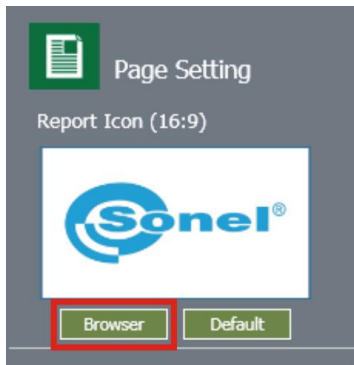 Page Setting
Report Icon (16:9)
Sonel®
Browser
Default